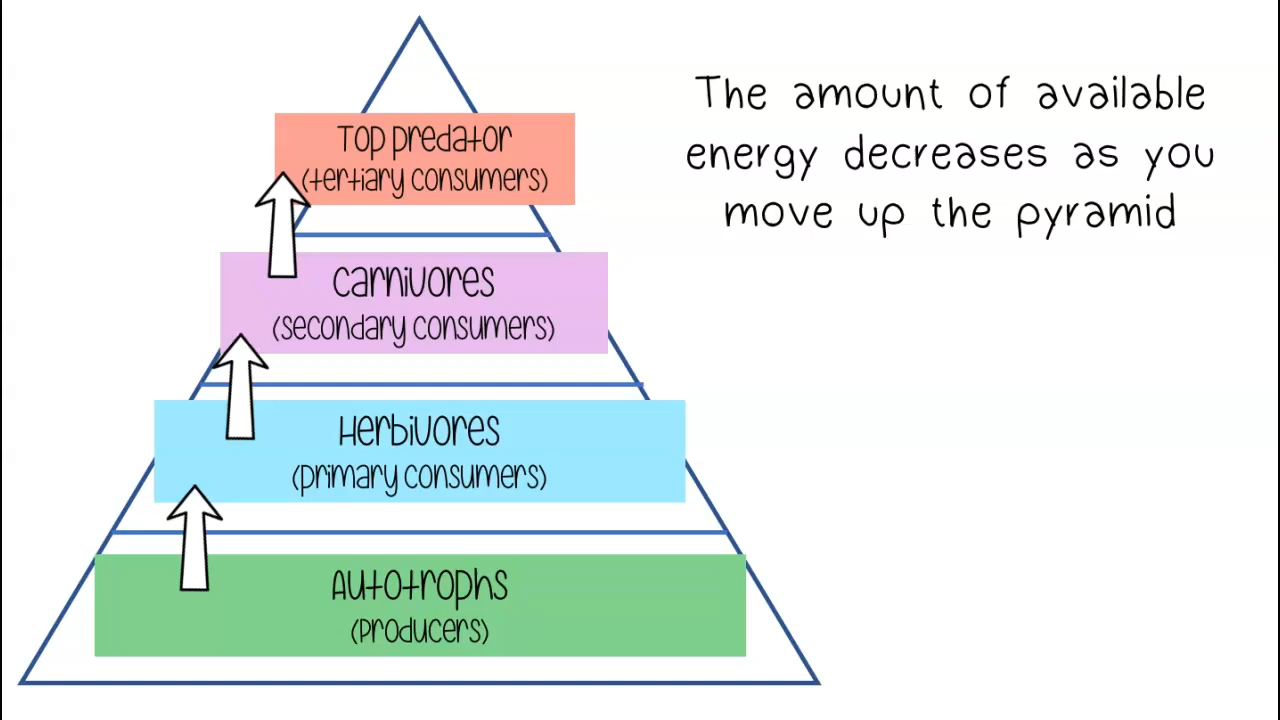 The amount of available
energy decreases as you
move up the pyramid
Top predator
(tertiary consumers)
Carnivores
(secondary consumers)
Herbivores
(primary consumers)
Autotrophs
(Producers)